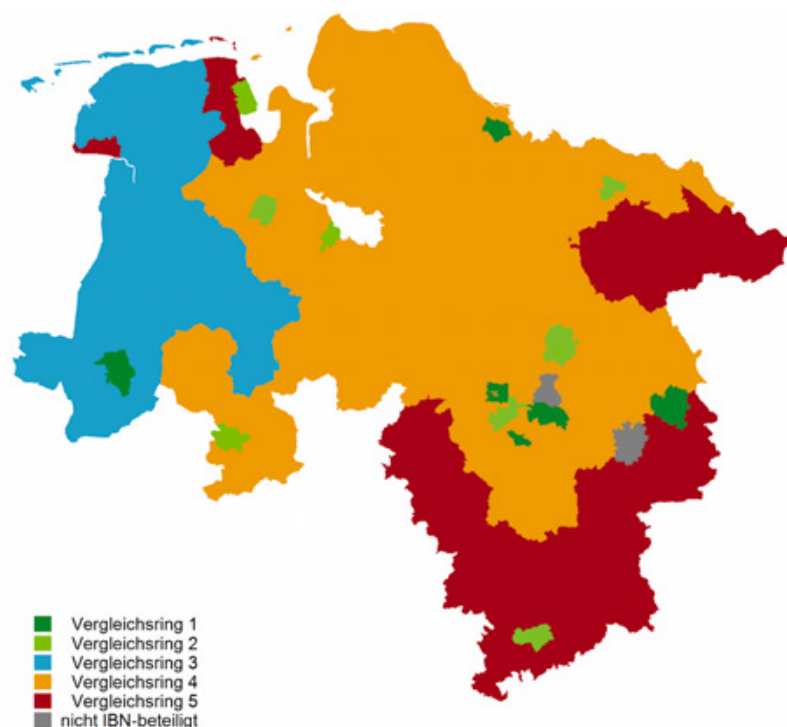 Vergleichsring 1
Vergleichsring 2
Vergleichsring 3
Vergleichsring 4
Vergleichsring 5
nicht IBN-beteiligt